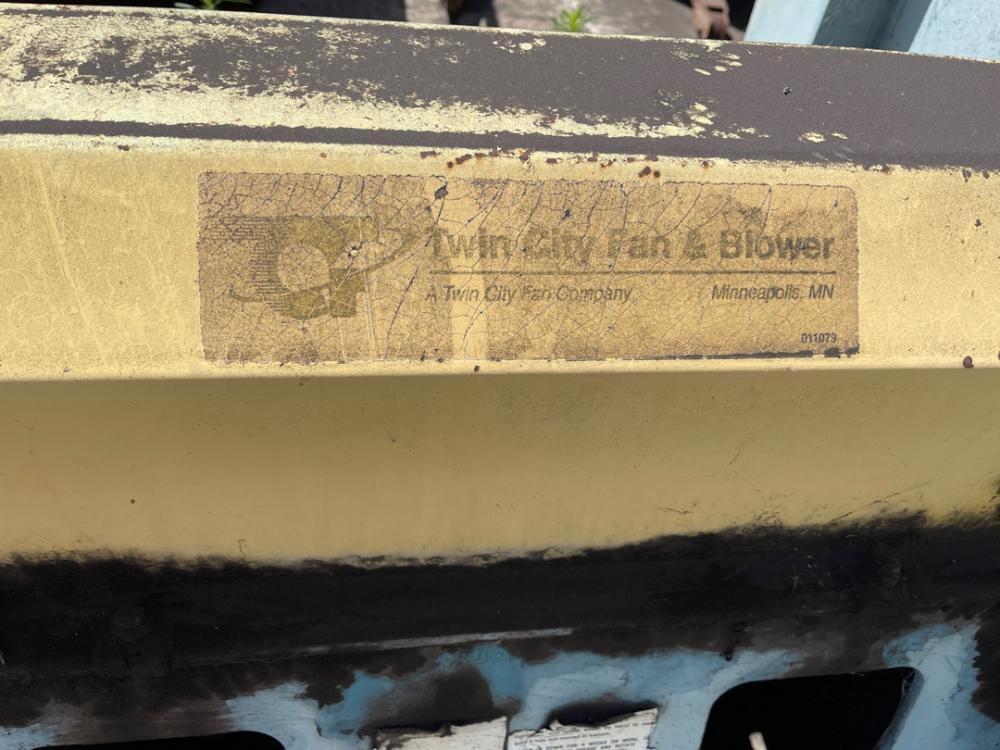 Twin City Fan & Blower
A Twin City Fan Company Minneapolis, MN
011079